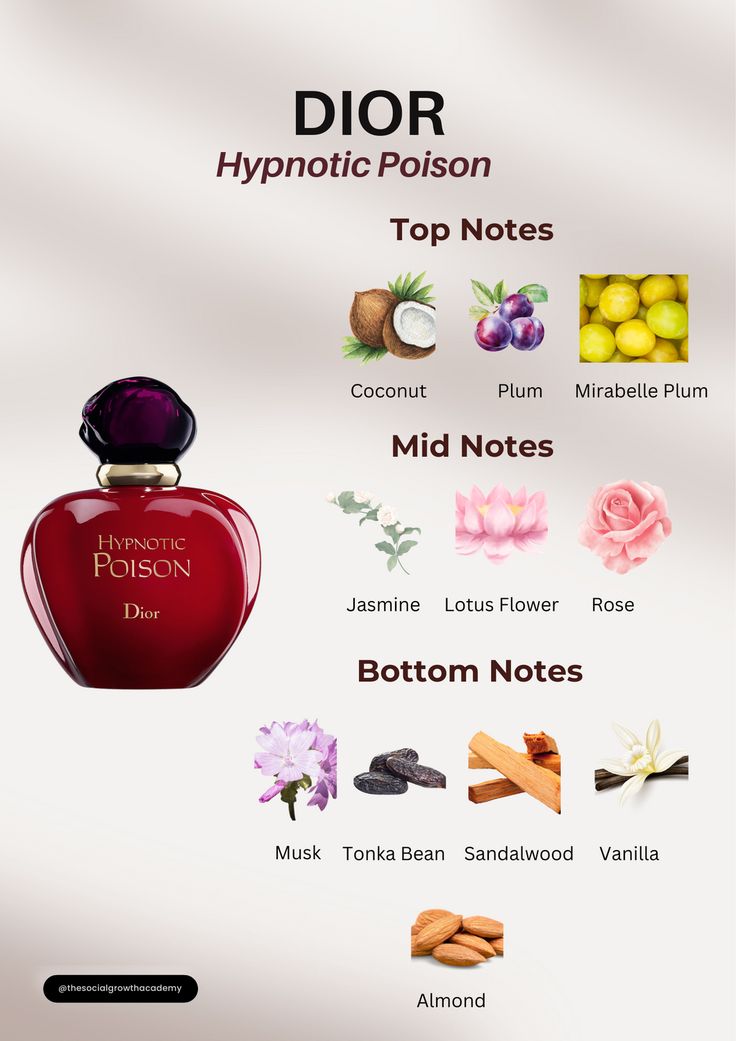 DIOR
Hypnotic Poison
Top Notes
Coconut Plum Mirabelle Plum
Mid Notes
HYPNOTIC
POISON
Dior
Jasmine Lotus Flower Rose
Bottom Notes
Musk Tonka Bean Sandalwood Vanilla
Almond
@thesocialgrowthacademy